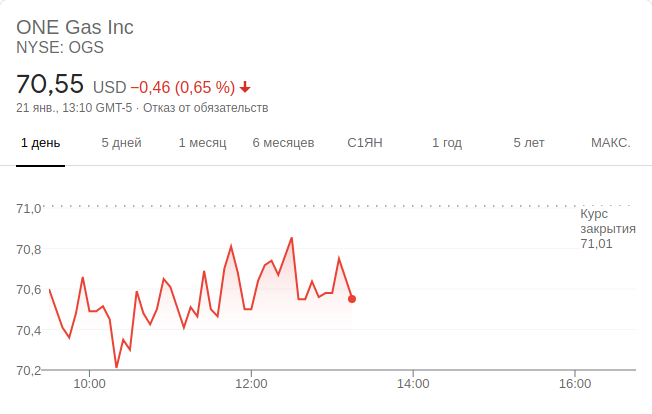 ONE Gas Inc
NYSE: OGS
70,55 USD −0,46 (0,65 %)
21 янв., 13:10 GMT-5 · Отказ от обязательств
1 день 5 дней 1 месяц 6 месяцев С1ЯН 1 год 5 лет МАКС.
71,0
Курс
закрытия
71,01
70,8
70,6
70,4
70,2
10:00 12:00 14:00 16:00